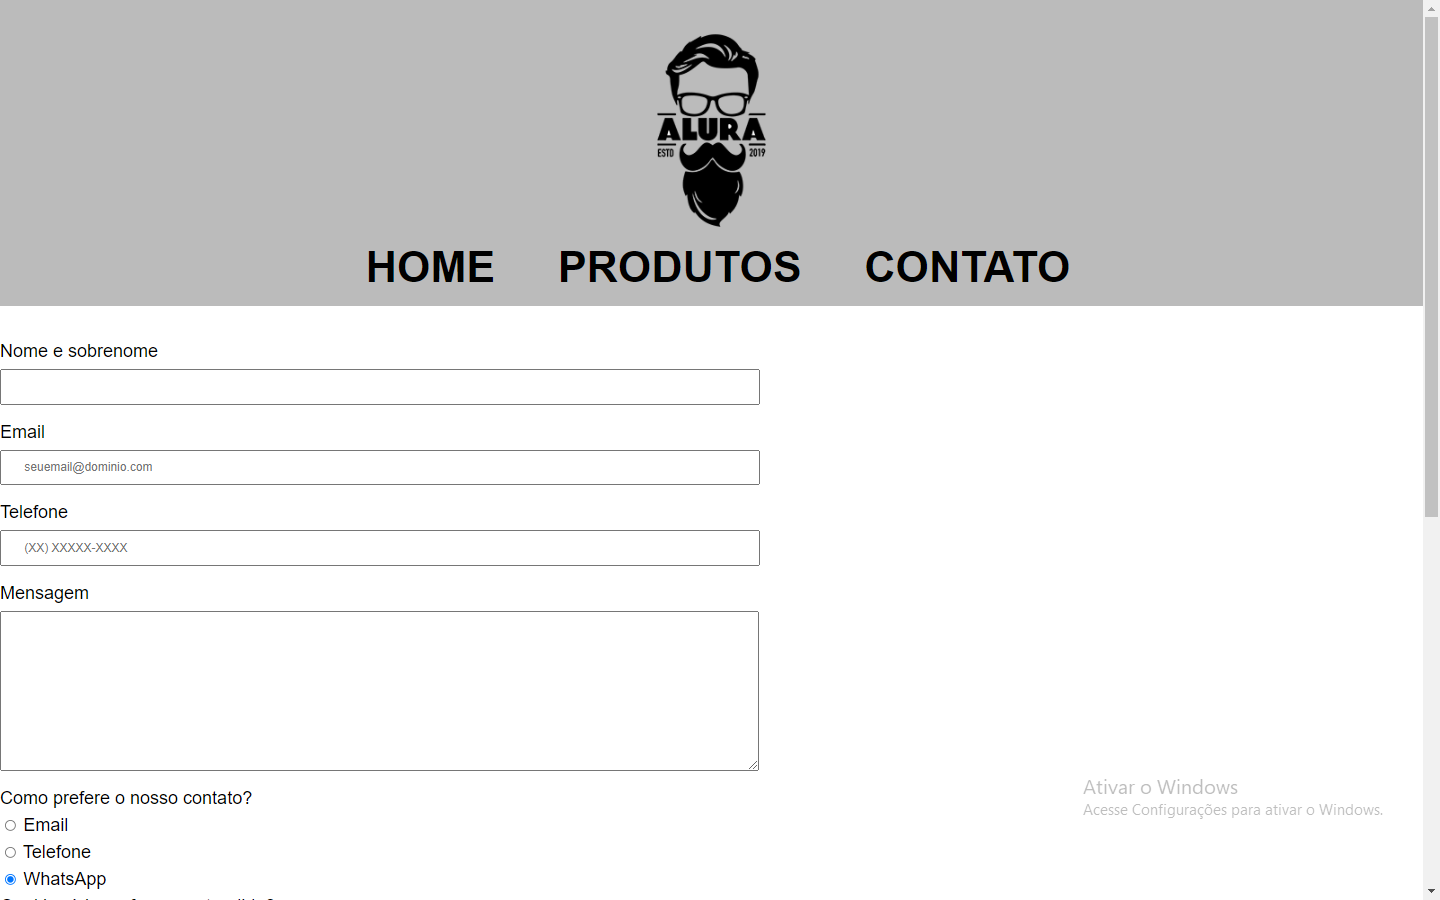 ALURA
ESTD 2019
HOME PRODUTOS CONTATO
Nome e sobrenome
Email
seuemail@dominio.com
Telefone
(XX) XXXXX-XXXX
Mensagem
Como prefere o nosso contato?
Email
Telefone
WhatsApp
Ativar o Windows
Acesse Configurações para ativar o Windows.